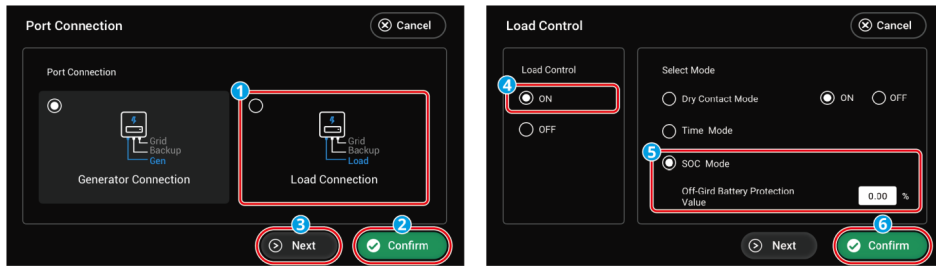 Port Connection
Cancel
Port Connection
1
Grid
Backup
Gen
Generator Connection
Grid
Backup
Load
Load Connection
3
2
Next
Confirm
Load Control
Cancel
Load Control
4
ON
OFF
Select Mode
Dry Contact Mode ON OFF
Time Mode
5
SOC Mode
Off-Gird Battery Protection
Value
0.00 %
6
Next
Confirm